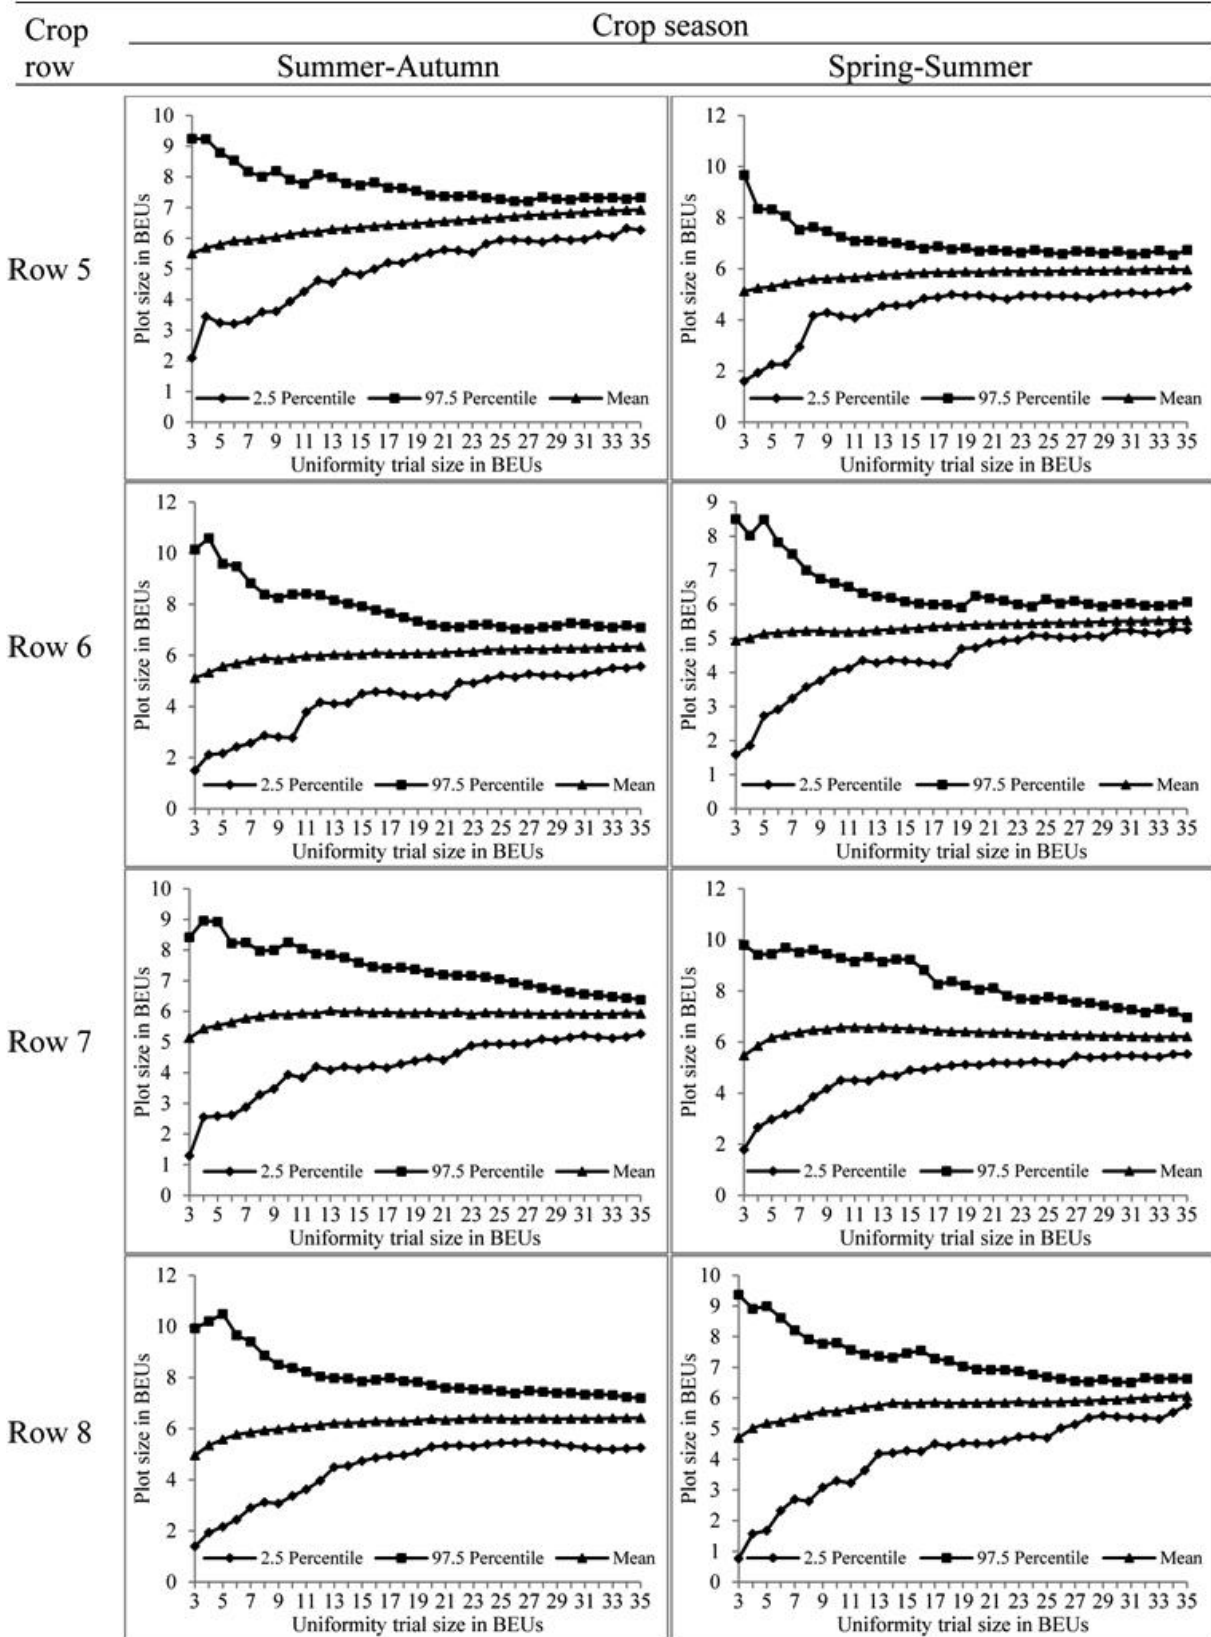 Crop row
Crop season
Summer-Autumn
Spring-Summer
Row 5
10
9
8
7
6
5
4
3
2
1
0
Plot size in BEUs
2.5 Percentile 97.5 Percentile Mean
3 5 7 9 11 13 15 17 19 21 23 25 27 29 31 33 35
Uniformity trial size in BEUs
12
10
8
6
4
2
0
Plot size in BEUs
2.5 Percentile 97.5 Percentile Mean
3 5 7 9 11 13 15 17 19 21 23 25 27 29 31 33 35
Uniformity trial size in BEUs
Row 6
12
10
8
6
4
2
0
Plot size in BEUs
2.5 Percentile 97.5 Percentile Mean
3 5 7 9 11 13 15 17 19 21 23 25 27 29 31 33 35
Uniformity trial size in BEUs
9
8
7
6
5
4
3
2
1
0
Plot size in BEUs
2.5 Percentile 97.5 Percentile Mean
3 5 7 9 11 13 15 17 19 21 23 25 27 29 31 33 35
Uniformity trial size in BEUs
Row 7
10
9
8
7
6
5
4
3
2
1
0
Plot size in BEUs
2.5 Percentile 97.5 Percentile Mean
3 5 7 9 11 13 15 17 19 21 23 25 27 29 31 33 35
Uniformity trial size in BEUs
12
10
8
6
4
2
0
Plot size in BEUs
2.5 Percentile 97.5 Percentile Mean
3 5 7 9 11 13 15 17 19 21 23 25 27 29 31 33 35
Uniformity trial size in BEUs
Row 8
12
10
8
6
4
2
0
Plot size in BEUs
2.5 Percentile 97.5 Percentile Mean
3 5 7 9 11 13 15 17 19 21 23 25 27 29 31 33 35
Uniformity trial size in BEUs
10
9
8
7
6
5
4
3
2
1
0
Plot size in BEUs
2.5 Percentile 97.5 Percentile Mean
3 5 7 9 11 13 15 17 19 21 23 25 27 29 31 33 35
Uniformity trial size in BEUs